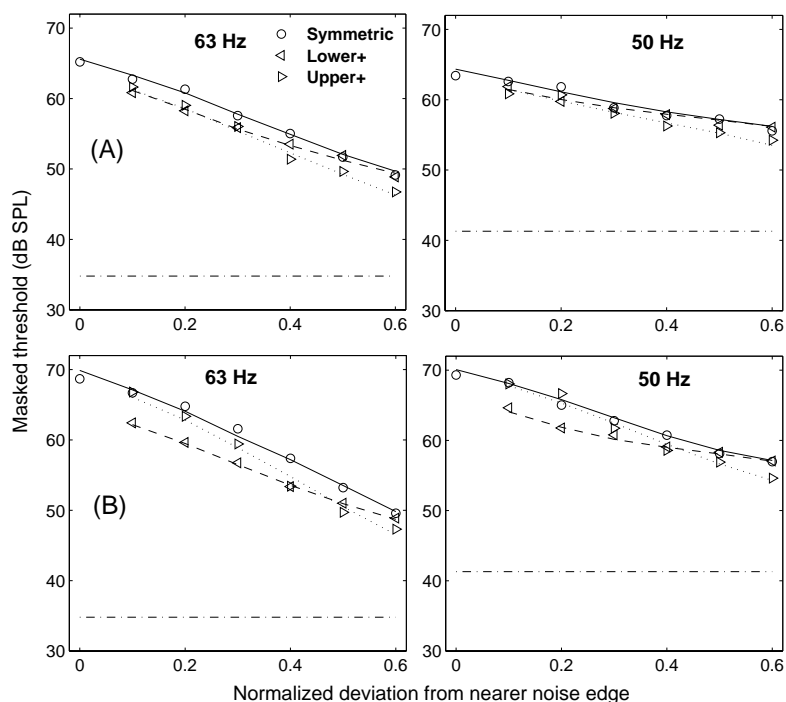 70
63 Hz
Symmetric
Lower+
Upper+
60
50
(A)
40
30
0 0.2 0.4 0.6
70
50 Hz
60
50
40
30
0 0.2 0.4 0.6
Masked threshold (dB SPL)
70
63 Hz
60
50
(B)
40
30
0 0.2 0.4 0.6
70
50 Hz
60
50
40
30
0 0.2 0.4 0.6
Normalized deviation from nearer noise edge